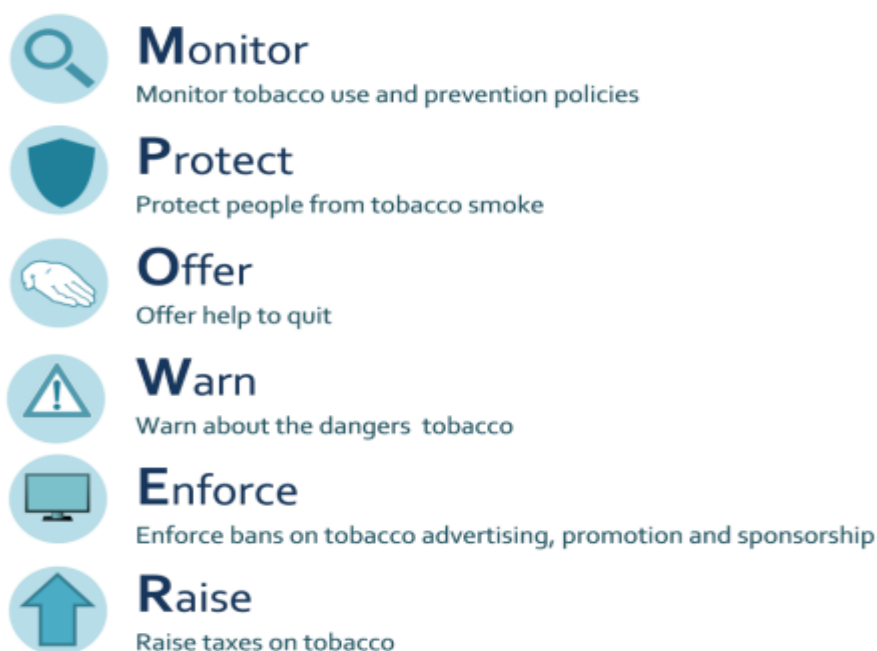 Monitor
Monitor tobacco use and prevention policies
Protect
Protect people from tobacco smoke
Offer
Offer help to quit
Warn
Warn about the dangers  tobacco
Enforce
Enforce bans on tobacco advertising, promotion and sponsorship
Raise
Raise taxes on tobacco